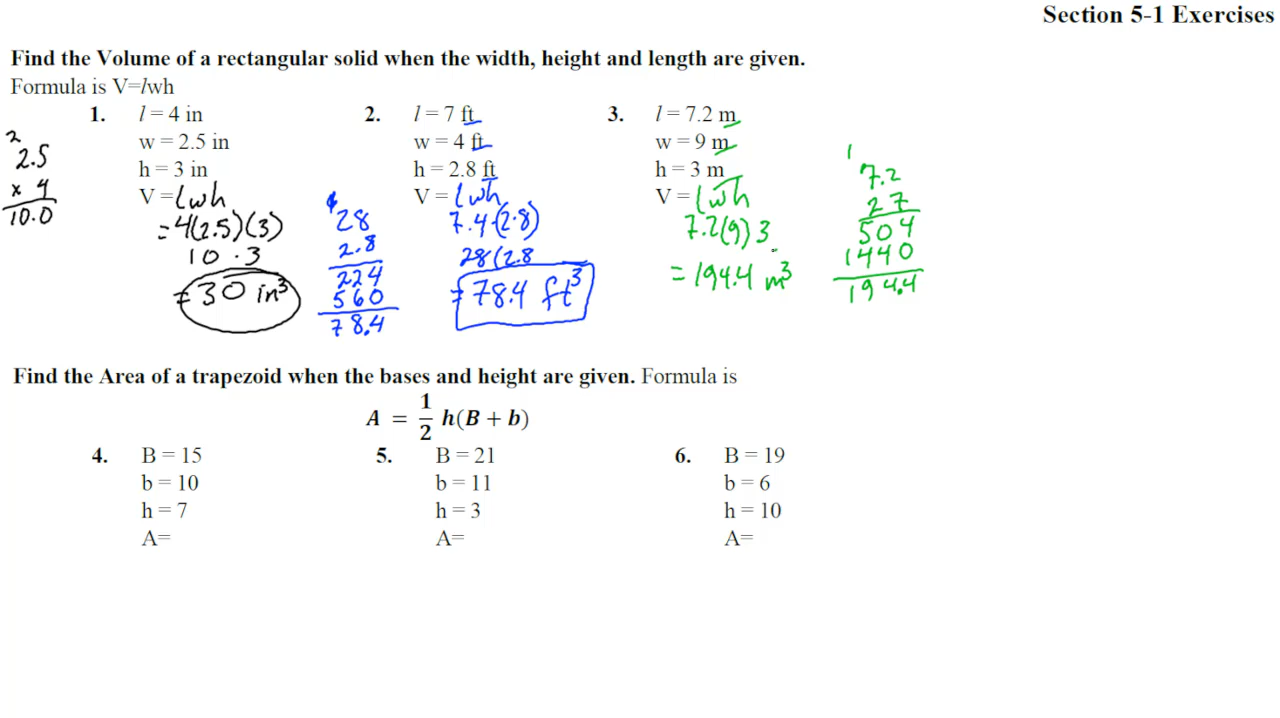 Section 5-1 Exercises
Find the Volume of a rectangular solid when the width, height and length are given.
Formula is V=lwh
1. l = 4 in
w = 2.5 in
h = 3 in
V = lwh
= 4(2.5)(3)
10 . 3
= 30 in³
2
2.5
x 4
10.0
2. l = 7 ft
w = 4 ft
h = 2.8 ft
V = lwh
7.4.(2.8)
28(2.8
= 78.4 ft³
28
2.8
224
560
78.4
3. l = 7.2 m
w = 9 m
h = 3 m
V = lwh
7.2(9)3
= 194.4 m³
1
7.2
27
504
1440
194.4
Find the Area of a trapezoid when the bases and height are given. Formula is
A = 1/2 h(B + b)
4. B = 15
b = 10
h = 7
A=
5. B = 21
b = 11
h = 3
A=
6. B = 19
b = 6
h = 10
A=